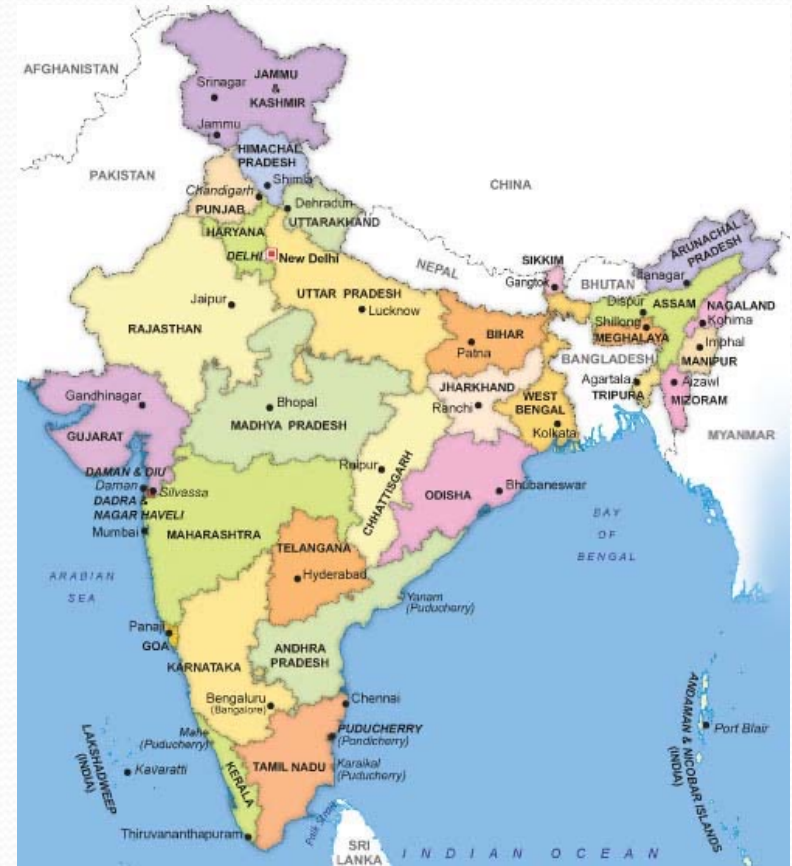 AFGHANISTAN
Srinagar
JAMMU
&
KASHMIR
Jammu
HIMACHAL
PRADESH
PAKISTAN
Shimla
CHINA
Chandigarh
PUNJAB
Dehradun
UTTARAKHAND
HARYANA
DELHI
New Delhi
NEPAL
SIKKIM
Gangtok
BHUTAN
ARUNACHAL
PRADESH
Itanagar
Jaipur
UTTAR PRADESH
Lucknow
RAJASTHAN
BIHAR
Patna
Dispur
ASSAM
NAGALAND
Shillong
Kohima
MEGHALAYA
Imphal
BANGLADESH
MANIPUR
Gandhinagar
GUJARAT
Bhopal
MADHYA PRADESH
JHARKHAND
Ranchi
WEST
BENGAL
Kolkata
Agartala
TRIPURA
Aizawl
MIZORAM
MYANMAR
DAMAN & DIU
Daman
Silvassa
DADRA &
NAGAR HAVELI
Mumbai
MAHARASHTRA
Raipur
CHHATTISGARH
ODISHA
Bhubaneswar
BAY
OF
BENGAL
TELANGANA
Hyderabad
ARABIAN
SEA
Yanam
(Puducherry)
Panaji
GOA
KARNATAKA
ANDHRA
PRADESH
Bengaluru
(Bangalore)
Chennai
Mahe
(Puducherry)
PUDUCHERRY
(Pondicherry)
LAKSHADWEEP
(INDIA)
Kavaratti
KERALA
TAMIL NADU
Karaikal
(Puducherry)
ANDAMAN & NICOBAR ISLANDS
(INDIA)
Port Blair
Thiruvananthapuram
Palk Strait
SRI
LANKA
INDIAN OCEAN